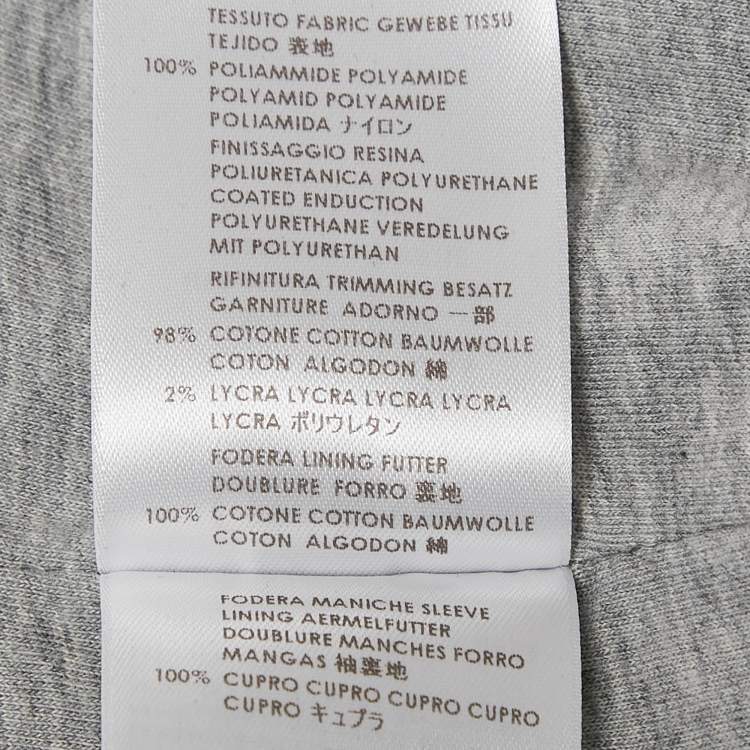 TESSUTO FABRIC GEWEBE TISSU
TEJIDO 表地
100% POLIAMMIDE POLYAMIDE
POLYAMID POLYAMIDE
POLIAMIDA ナイロン
FINISSAGGIO RESINA
POLIURETANICA POLYURETHANE
COATED ENDUCTION
POLYURETHANE VEREDELUNG
MIT POLYURETHAN
RIFINITURA TRIMMING BESATZ
GARNITURE ADORNO 一部
98% COTONE COTTON BAUMWOLLE
COTON ALGODON 綿
2% LYCRA LYCRA LYCRA LYCRA
LYCRA ポリウレタン
FODERA LINING FUTTER
DOUBLURE FORRO 裏地
100% COTONE COTTON BAUMWOLLE
COTON ALGODON 綿
FODERA MANICHE SLEEVE
LINING AERMELFUTTER
DOUBLURE MANCHES FORRO
MANGAS 袖裏地
100% CUPRO CUPRO CUPRO CUPRO
CUPRO キュプラ